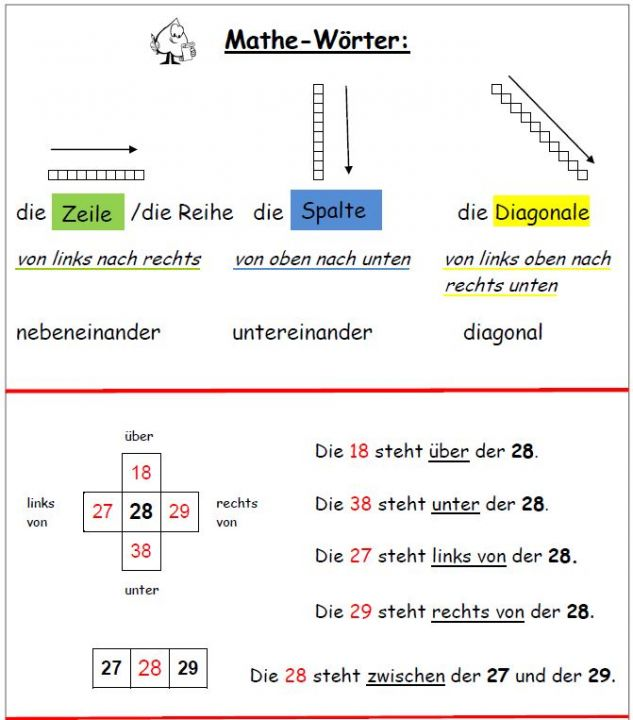 Mathe-Wörter:
die Zeile /die Reihe
die Spalte
die Diagonale
von links nach rechts
von oben nach unten
von links oben nach
rechts unten
nebeneinander
untereinander
diagonal
über
18
links
von
27 28 29
rechts
von
38
unter
Die 18 steht über der 28.
Die 38 steht unter der 28.
Die 27 steht links von der 28.
Die 29 steht rechts von der 28.
27 28 29
Die 28 steht zwischen der 27 und der 29.